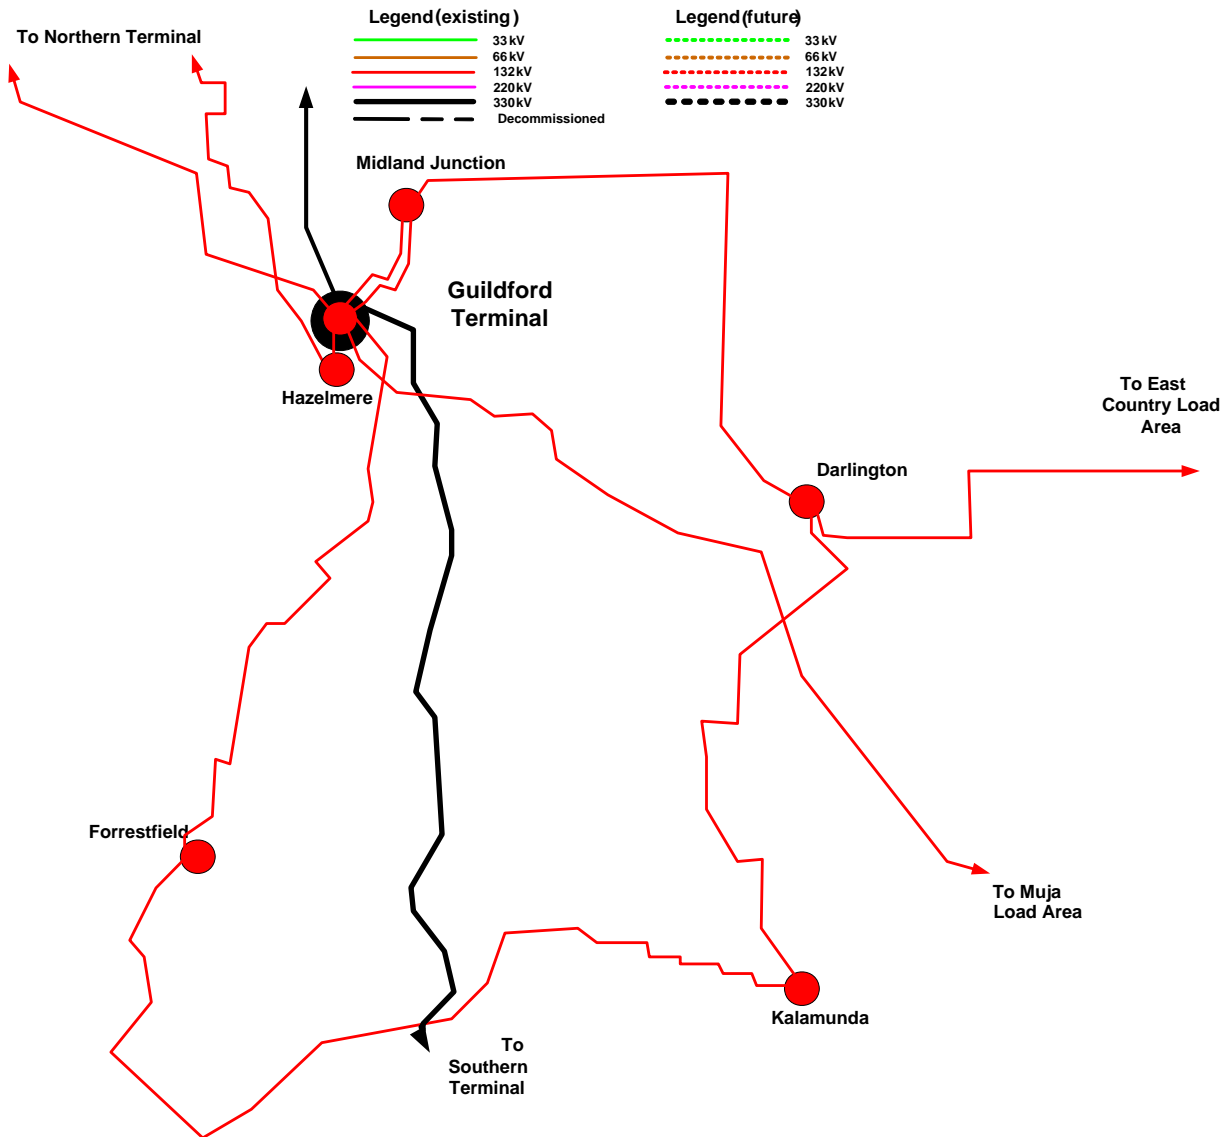 Legend (existing)
33 kV
66 kV
132 kV
220 kV
330 kV
Decommissioned
Legend (future)
33 kV
66 kV
132 kV
220 kV
330 kV
To Northern Terminal
Midland Junction
Guildford
Terminal
Hazelmere
To East
Country Load
Area
Darlington
Forrestfield
To Muja
Load Area
Kalamunda
To
Southern
Terminal